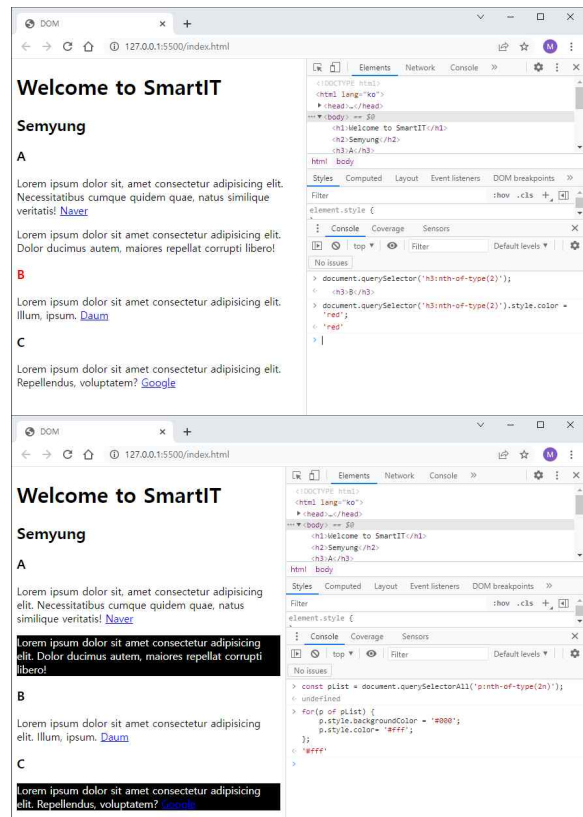 DOM
127.0.0.1:5500/index.html
M
Welcome to SmartIT
Semyung
A
Lorem ipsum dolor sit, amet consectetur adipisicing elit.
Necessitatibus cumque quidem quae, natus similique
veritatis! Naver
Lorem ipsum dolor sit amet consectetur adipisicing elit.
Dolor ducimus autem, maiores repellat corrupti libero!
B
Lorem ipsum dolor sit amet consectetur adipisicing elit.
Illum, ipsum. Daum
C
Lorem ipsum dolor sit amet consectetur adipisicing elit.
Repellendus, voluptatem? Google
Elements Network Console »
<!DOCTYPE html>
<html lang="ko">
<head>…</head>
<body> == $0
<h1>Welcome to SmartIT</h1>
<h2>Semyung</h2>
<h3>A</h3>
html body
Styles Computed Layout Event listeners DOM breakpoints »
Filter :hov .cls +
element.style {
Console Coverage Sensors
top Filter Default levels
No issues
> document.querySelector('h3:nth-of-type(2)');
<h3>B</h3>
> document.querySelector('h3:nth-of-type(2)').style.color =
'red';
'red'
>
DOM
127.0.0.1:5500/index.html
M
Welcome to SmartIT
Semyung
A
Lorem ipsum dolor sit, amet consectetur adipisicing
elit. Necessitatibus cumque quidem quae, natus
similique veritatis! Naver
Lorem ipsum dolor sit amet consectetur adipisicing
elit. Dolor ducimus autem, maiores repellat corrupti
libero!
B
Lorem ipsum dolor sit amet consectetur adipisicing
elit. Illum, ipsum. Daum
C
Lorem ipsum dolor sit amet consectetur adipisicing
elit. Repellendus, voluptatem? Google
Elements Network Console »
<!DOCTYPE html>
<html lang="ko">
<head>…</head>
<body> == $0
<h1>Welcome to SmartIT</h1>
<h2>Semyung</h2>
<h3>A</h3>
html body
Styles Computed Layout Event listeners DOM breakpoints »
Filter :hov .cls +
element.style {
Console Coverage Sensors
top Filter Default levels
No issues
> const pList = document.querySelectorAll('p:nth-of-type(2n)');
undefined
> for(p of pList) {
p.style.backgroundColor = '#000';
p.style.color= '#fff';
};
'#fff'
>